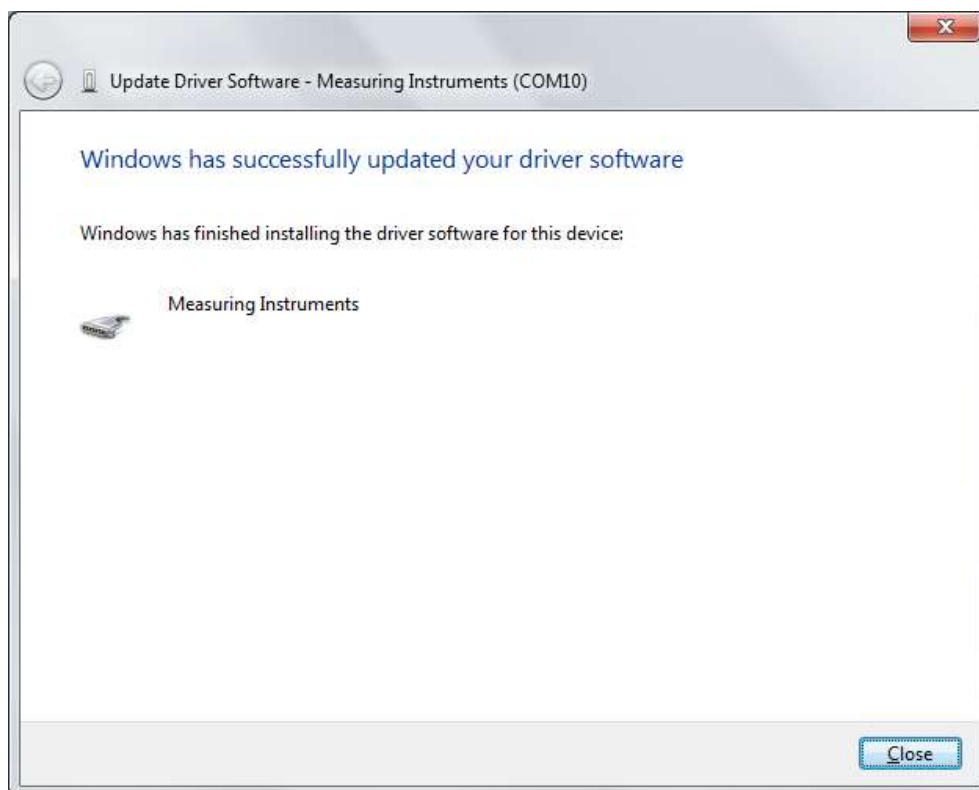 Update Driver Software - Measuring Instruments (COM10)
Windows has successfully updated your driver software
Windows has finished installing the driver software for this device:
Measuring Instruments
Close